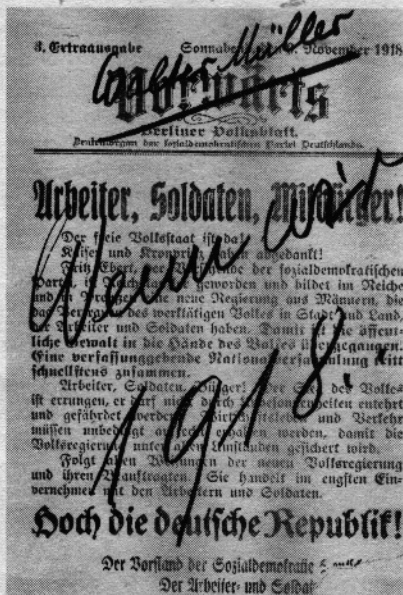 3. Extraausgabe Sonnabend, den 9. November 1918
Walter Müller
Vorwärts
Berliner Volksblatt.
Zentralorgan der sozialdemokratischen Partei Deutschlands.
Arbeiter, Soldaten, Mitbürger!
Der freie Volksstaat ist da!
Kaiser und Kronprinz haben abgedankt!
Fritz Ebert, der Vorsitzende der sozialdemokratischen
Partei, ist Reichskanzler geworden und bildet im Reiche
und in Preußen eine neue Regierung aus Männern, die
das Vertrauen des werktätigen Volkes in Stadt und Land,
der Arbeiter und Soldaten haben. Damit ist die öffent-
liche Gewalt in die Hände des Volkes übergegangen.
Eine verfassunggebende Nationalversammlung tritt
schnellstens zusammen.
Wenn wir
Arbeiter, Soldaten, Bürger! Der Sieg des Volkes
ist errungen, er darf nicht durch Unbesonnenheiten entehrt
und gefährdet werden. Wirtschaftsleben und Verkehr
müssen unbedingt aufrecht erhalten werden, damit die
Volksregierung unter allen Umständen gesichert wird.
Folgt allen Weisungen der neuen Volksregierung
und ihren Beauftragten. Sie handelt im engsten Ein-
vernehmen mit den Arbeitern und Soldaten.
1918
Hoch die deutsche Republik!
Der Vorstand der Sozialdemokratie
Der Arbeiter- und Soldat